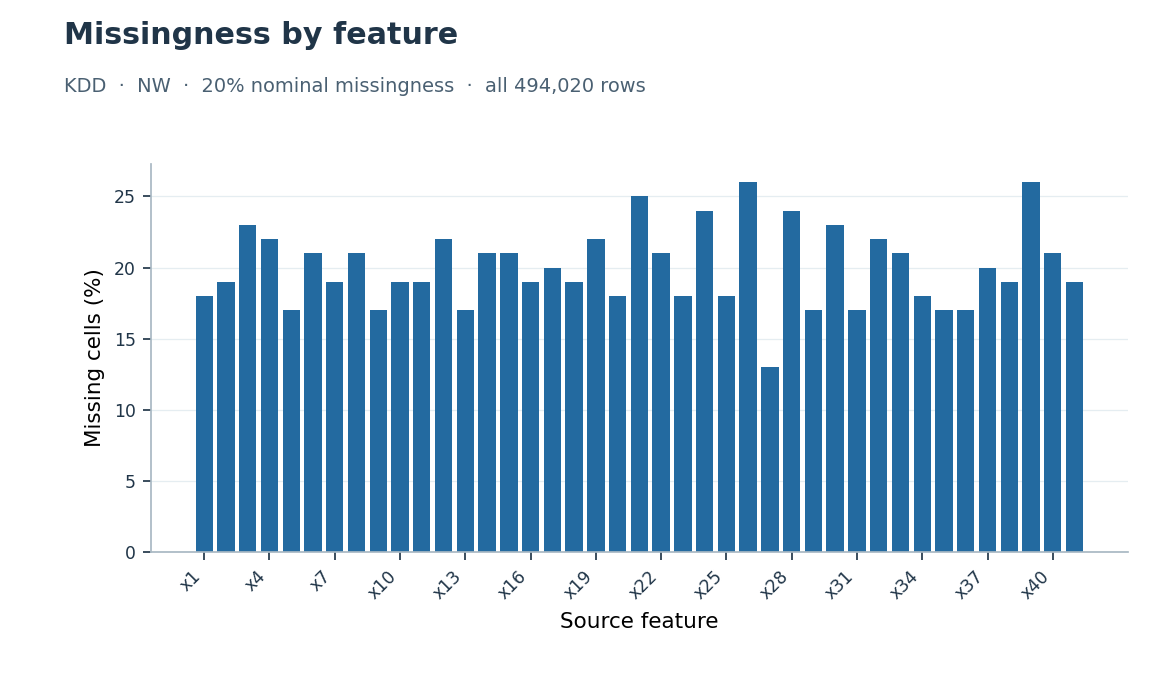 Missingness by feature
KDD · NW · 20% nominal missingness · all 494,020 rows
Missing cells (%)
25
20
15
10
5
0
x1 x4 x7 x10 x13 x16 x19 x22 x25 x28 x31 x34 x37 x40
Source feature